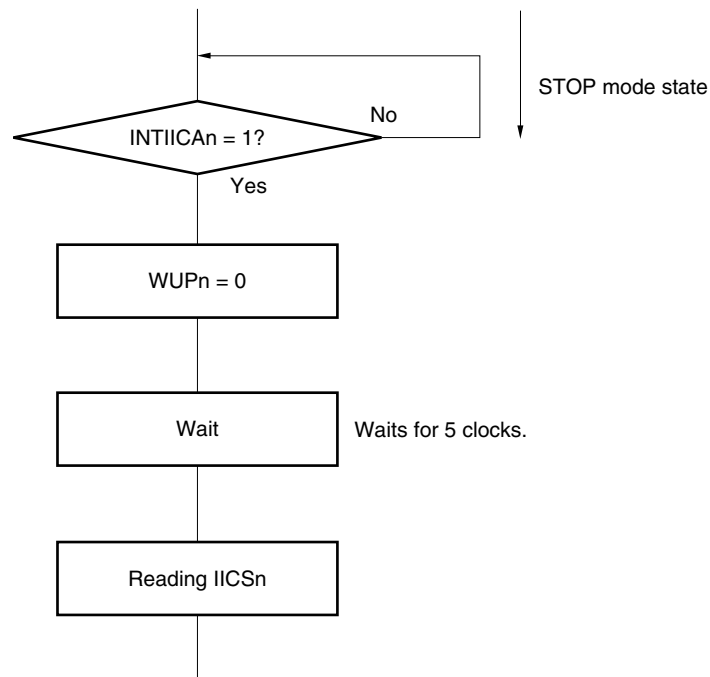 STOP mode state
No
INTIICAn = 1?
Yes
WUPn = 0
Wait
Waits for 5 clocks.
Reading IICSn